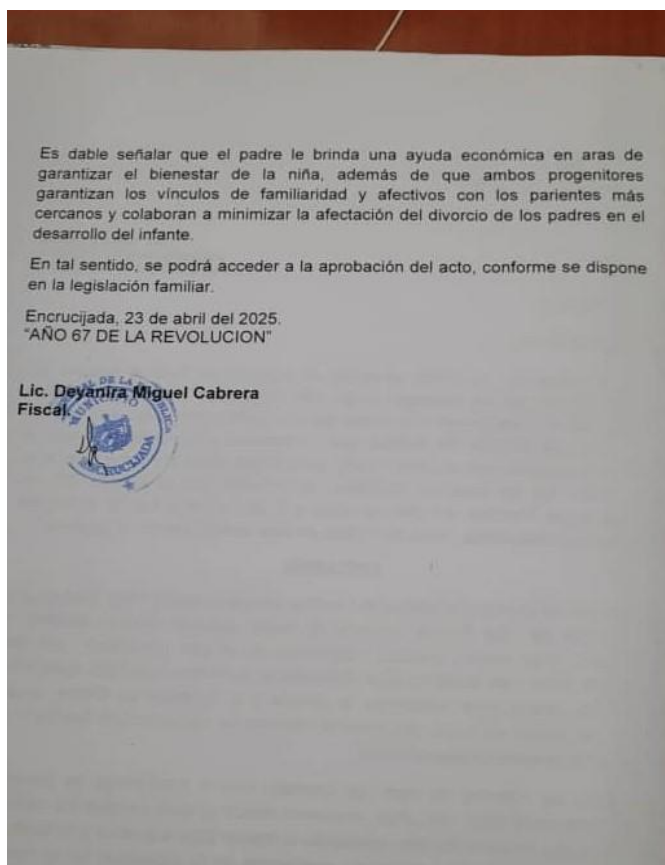 Es dable señalar que el padre le brinda una ayuda económica en aras de
garantizar el bienestar de la niña, además de que ambos progenitores
garantizan los vínculos de familiaridad y afectivos con los parientes más
cercanos y colaboran a minimizar la afectación del divorcio de los padres en el
desarrollo del infante.
En tal sentido, se podrá acceder a la aprobación del acto, conforme se dispone
en la legislación familiar.
Encrucijada, 23 de abril del 2025.
“AÑO 67 DE LA REVOLUCION”
Lic. Deyanira Miguel Cabrera
Fiscal.
DE LA REPUBLICA
MUNICIPIO
ENCRUCIJADA